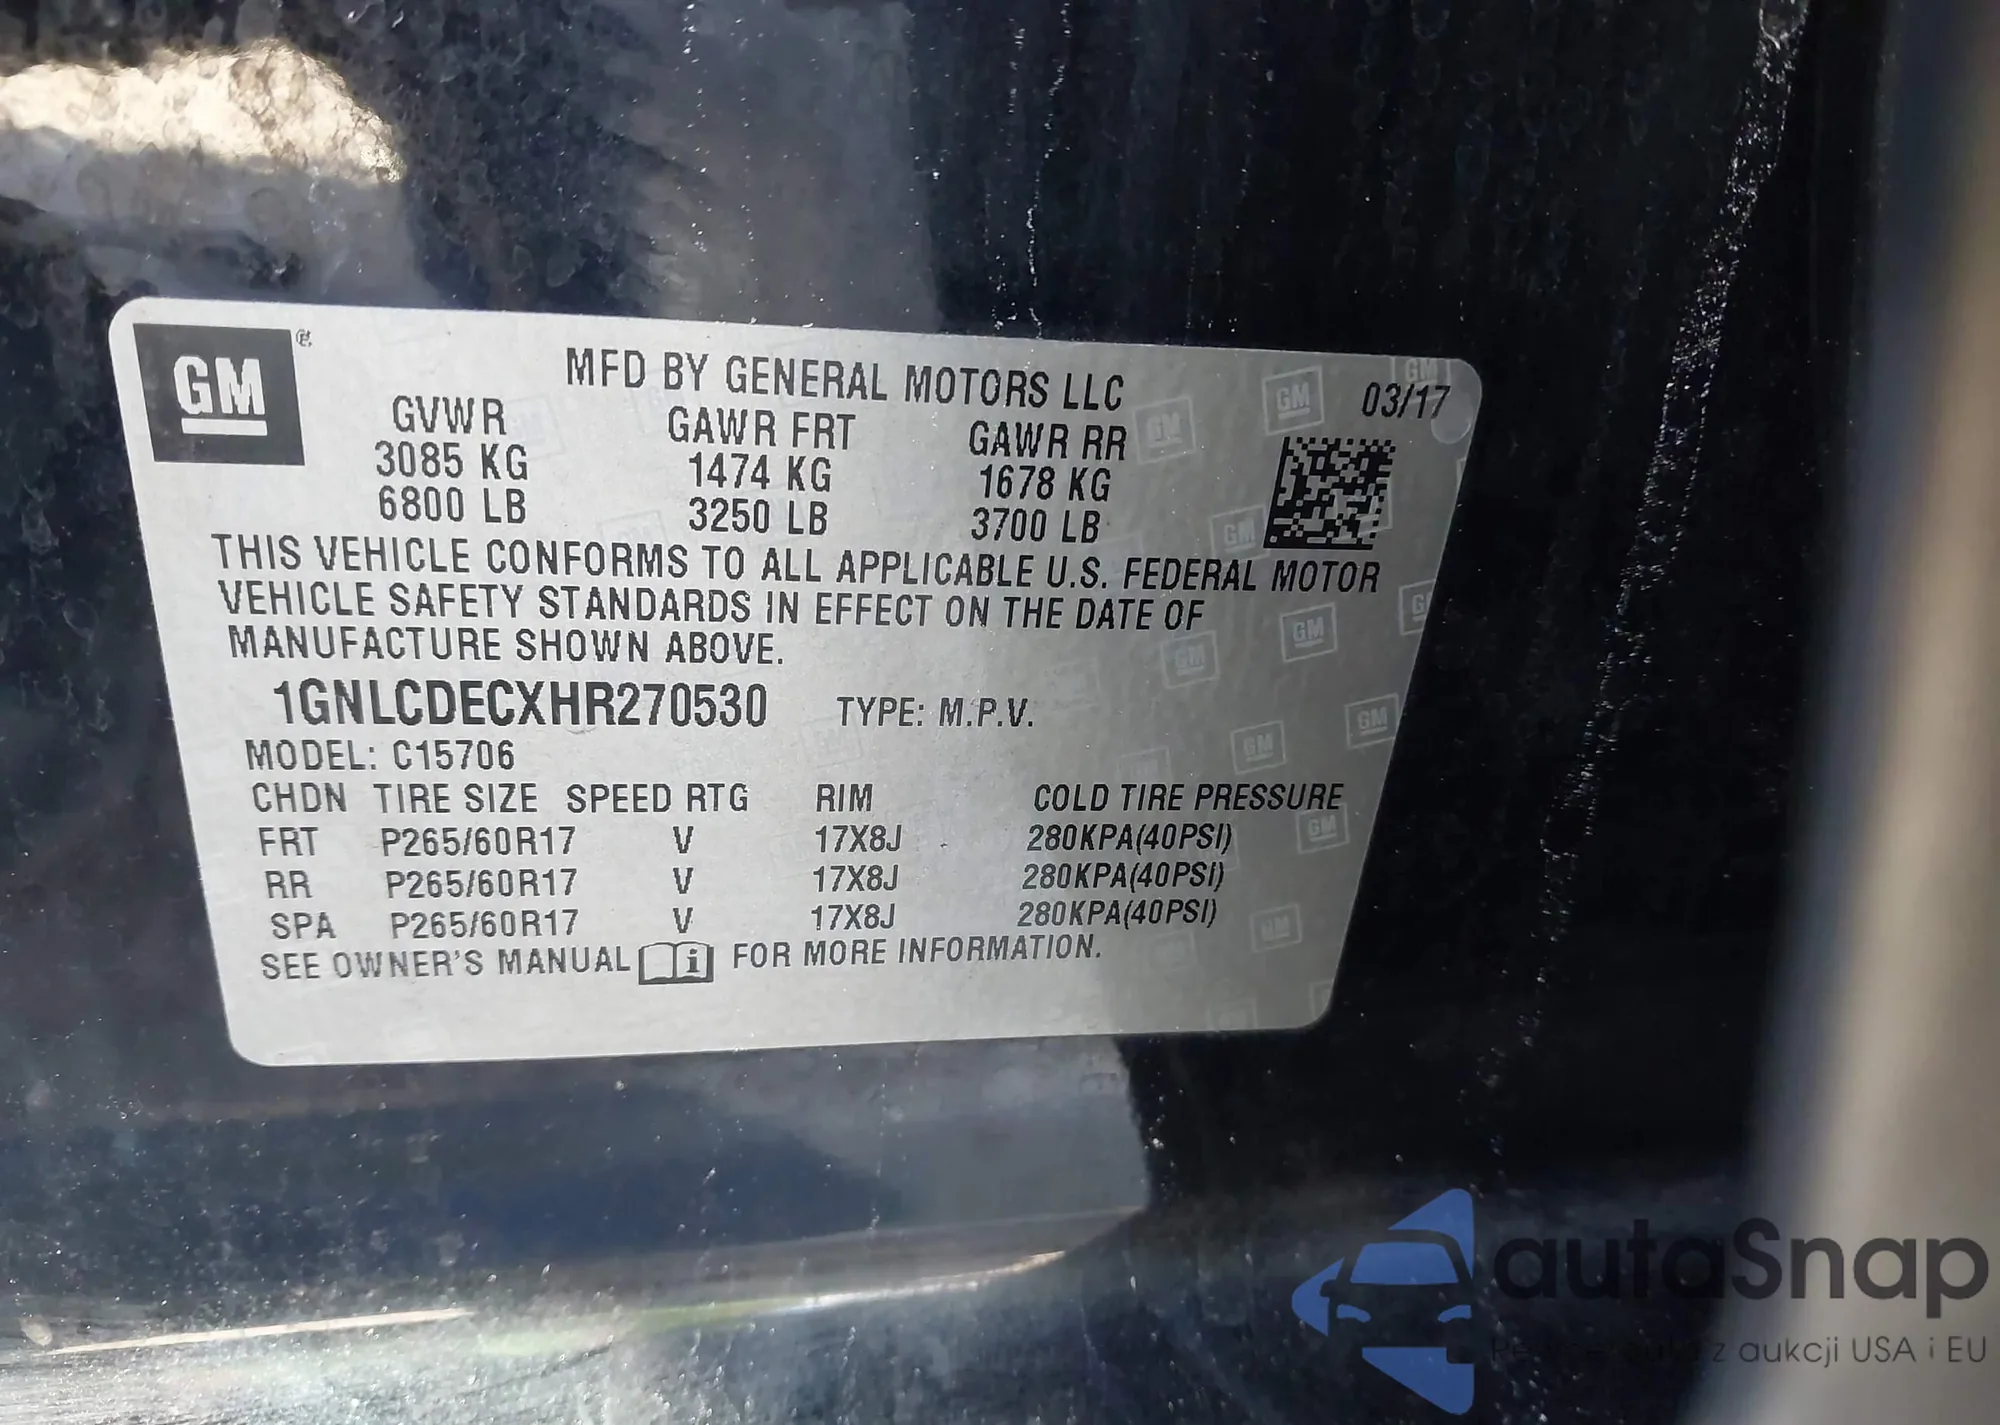 GM
MFD BY GENERAL MOTORS LLC 03/17
GVWR GAWR FRT GAWR RR
3085 KG 1474 KG 1678 KG
6800 LB 3250 LB 3700 LB
THIS VEHICLE CONFORMS TO ALL APPLICABLE U.S. FEDERAL MOTOR
VEHICLE SAFETY STANDARDS IN EFFECT ON THE DATE OF
MANUFACTURE SHOWN ABOVE.
1GNLCDECXHR270530 TYPE: M.P.V.
MODEL: C15706
CHDN TIRE SIZE SPEED RTG RIM COLD TIRE PRESSURE
FRT P265/60R17 V 17X8J 280KPA(40PSI)
RR P265/60R17 V 17X8J 280KPA(40PSI)
SPA P265/60R17 V 17X8J 280KPA(40PSI)
SEE OWNER'S MANUAL i FOR MORE INFORMATION.
autaSnap
z aukcji USA i EU